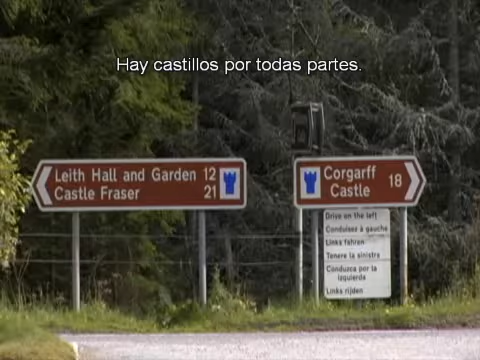 Hay castillos por todas partes.
Leith Hall and Garden 12
Castle Fraser 21
Corgarff
Castle 18
Drive on the left
Conduisez à gauche
Links fahren
Tenere la sinistra
Conduzca por la
izquierda
Links rijden